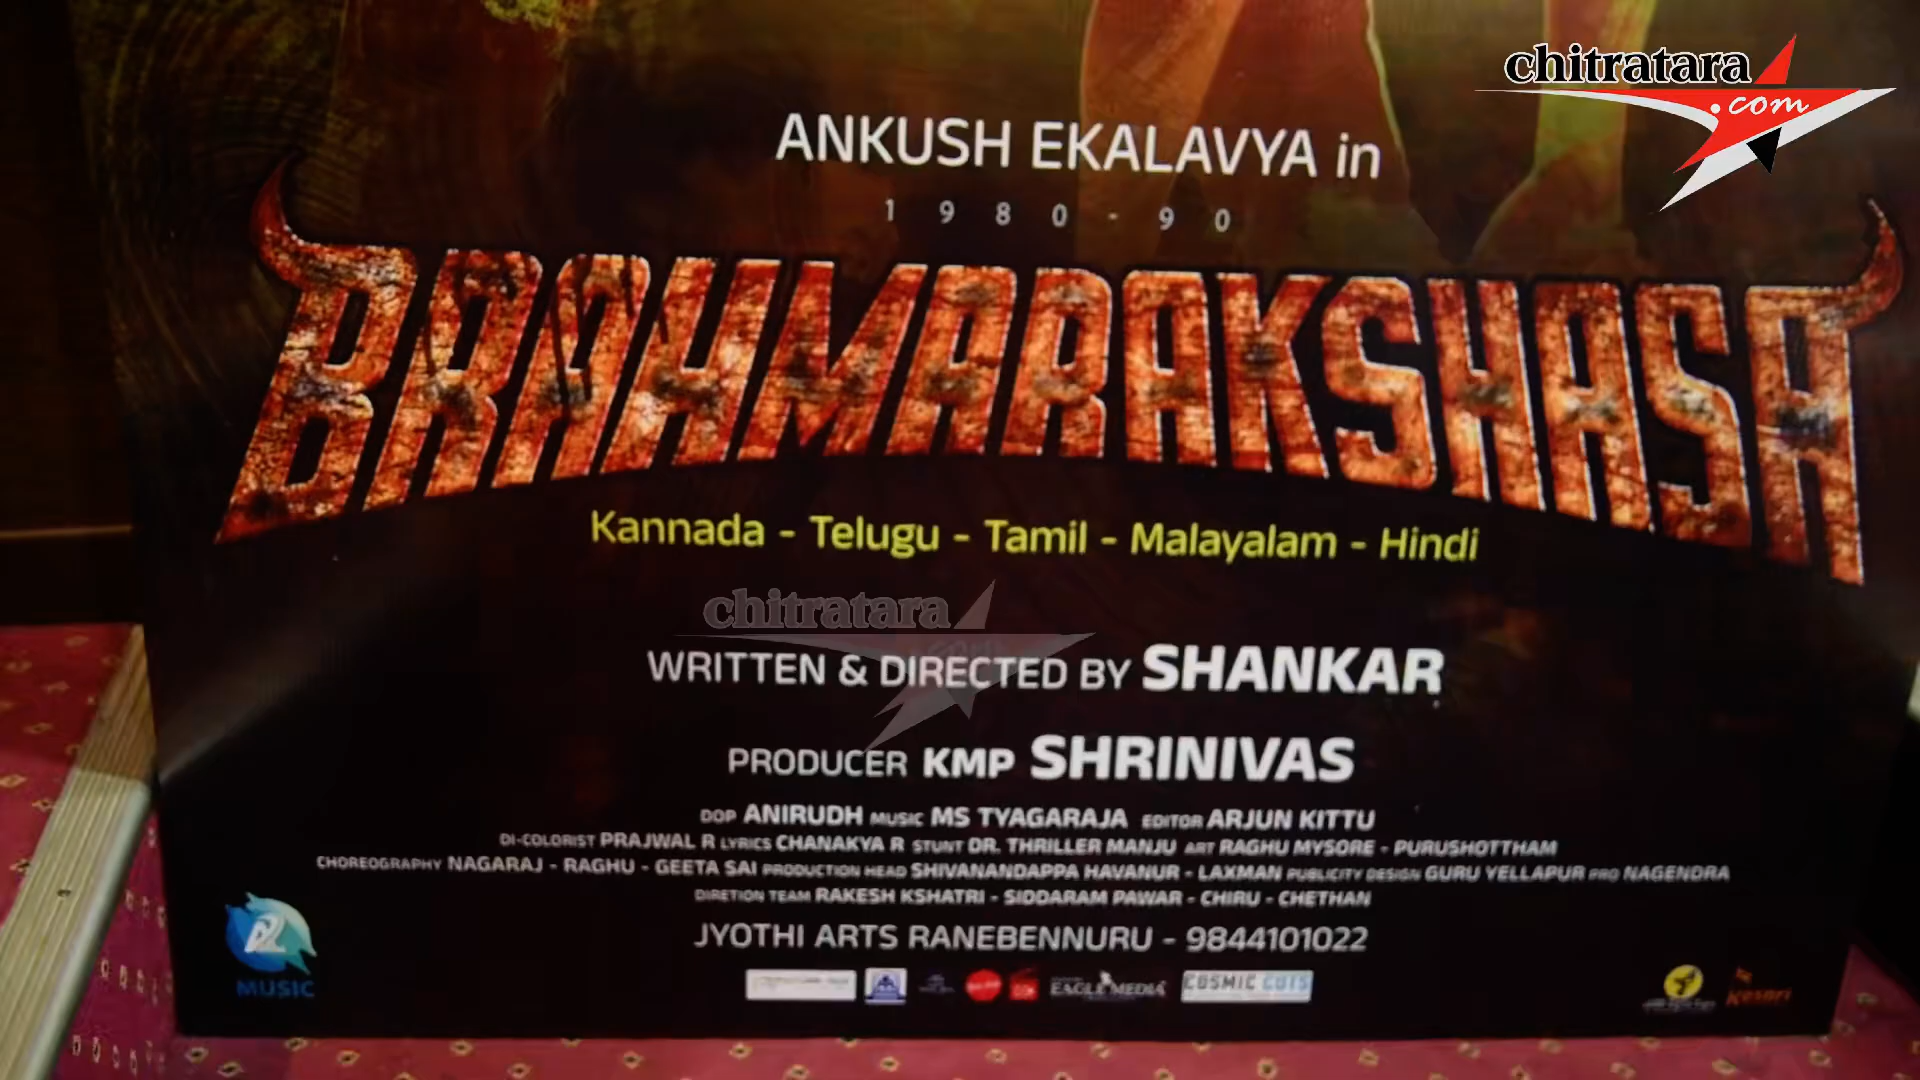 chitratara
.com
ANKUSH EKALAVYA in
1980-90
BRAHMARAKSHASA
Kannada - Telugu - Tamil - Malayalam - Hindi
chitratara
.com
WRITTEN & DIRECTED BY SHANKAR
PRODUCER KMP SHRINIVAS
DOP ANIRUDH MUSIC MS TYAGARAJA EDITOR ARJUN KITTU
DI-COLORIST PRAJWAL R LYRICS CHANAKYA R STUNT DR. THRILLER MANJU ART RAGHU MYSORE - PURUSHOTTHAM
CHOREOGRAPHY NAGARAJ - RAGHU - GEETA SAI PRODUCTION HEAD SHIVANANDAPPA HAVANUR - LAXMAN PUBLICITY DESIGN GURU YELLAPUR PRO NAGENDRA
DIRETION TEAM RAKESH KSHATRI - SIDDARAM PAWAR - CHIRU - CHETHAN
JYOTHI ARTS RANEBENNURU - 9844101022
A2
MUSIC
EAGLE MEDIA
COSMIC CUTS
Kesari